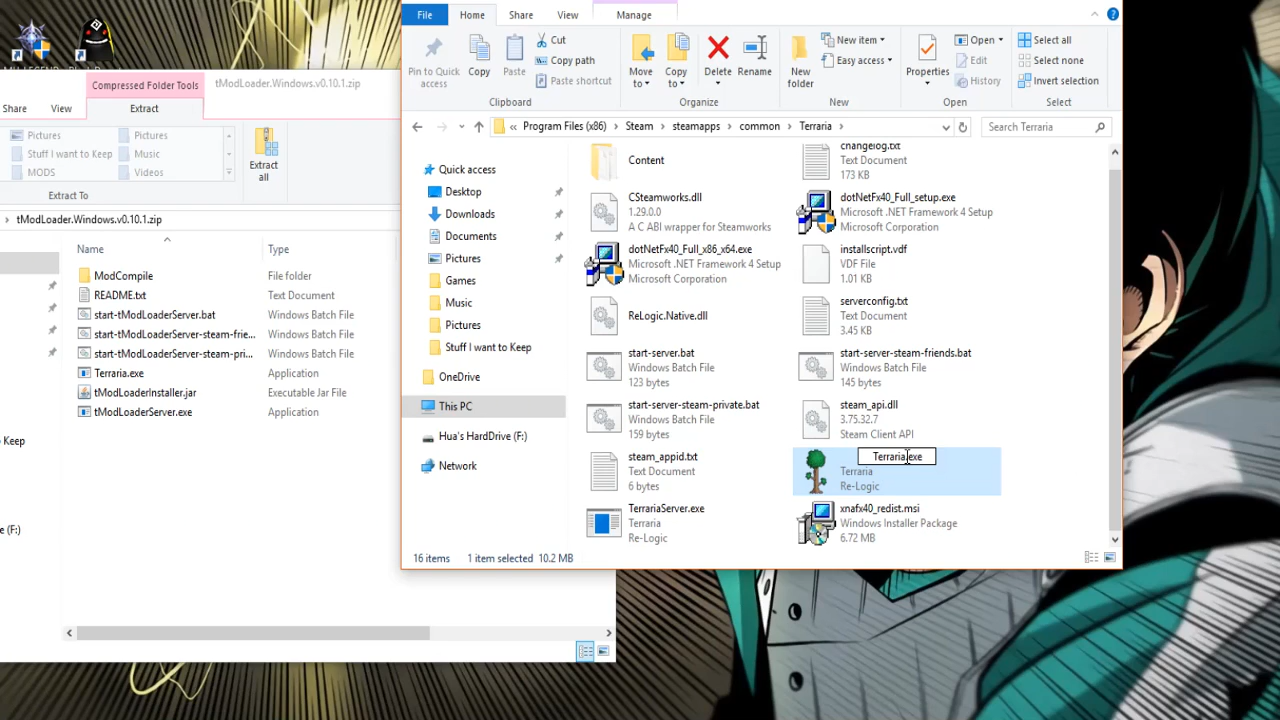 Compressed Folder Tools
tModLoader.Windows.v0.10.1.zip
Share
View
Extract
Pictures
Pictures
Stuff I want to Keep
Music
MODS
Videos
Extract all
Extract To
tModLoader.Windows.v0.10.1.zip
Name
Type
ModCompile
File folder
README.txt
Text Document
start-tModLoaderServer.bat
Windows Batch File
start-tModLoaderServer-steam-frie...
Windows Batch File
start-tModLoaderServer-steam-pri...
Windows Batch File
Terraria.exe
Application
tModLoaderInstaller.jar
Executable Jar File
tModLoaderServer.exe
Application
o Keep
e (F:)
File
Home
Share
View
Manage
Pin to Quick access
Copy
Paste
Cut
Copy path
Paste shortcut
Clipboard
Move to
Copy to
Delete
Rename
Organize
New folder
New item
Easy access
New
Properties
Open
Edit
History
Open
Select all
Select none
Invert selection
Select
« Program Files (x86) > Steam > steamapps > common > Terraria >
Search Terraria
Quick access
Desktop
Downloads
Documents
Pictures
Games
Music
Pictures
Stuff I want to Keep
OneDrive
This PC
Hua's HardDrive (F:)
Network
Content
changelog.txt
Text Document
173 KB
CSteamworks.dll
1.29.0.0
A C ABI wrapper for Steamworks
dotNetFx40_Full_setup.exe
Microsoft .NET Framework 4 Setup
Microsoft Corporation
dotNetFx40_Full_x86_x64.exe
Microsoft .NET Framework 4 Setup
Microsoft Corporation
installscript.vdf
VDF File
1.01 KB
ReLogic.Native.dll
serverconfig.txt
Text Document
3.45 KB
start-server.bat
Windows Batch File
123 bytes
start-server-steam-friends.bat
Windows Batch File
145 bytes
start-server-steam-private.bat
Windows Batch File
159 bytes
steam_api.dll
3.75.32.7
Steam Client API
steam_appid.txt
Text Document
6 bytes
Terraria.exe
Terraria
Re-Logic
TerrariaServer.exe
Terraria
Re-Logic
xnafx40_redist.msi
Windows Installer Package
6.72 MB
16 items
1 item selected 10.2 MB